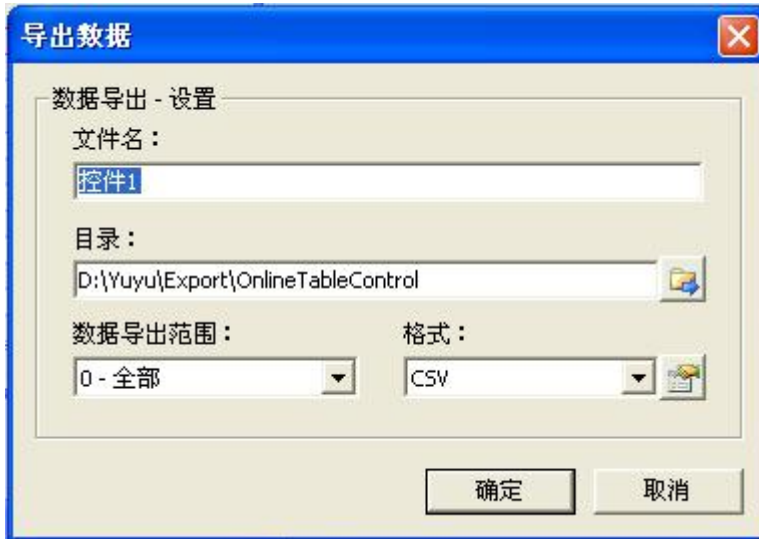 导出数据
数据导出 - 设置
文件名：
控件1
目录：
D:\Yuyu\Export\OnlineTableControl
数据导出范围： 格式：
0 - 全部 CSV
确定 取消